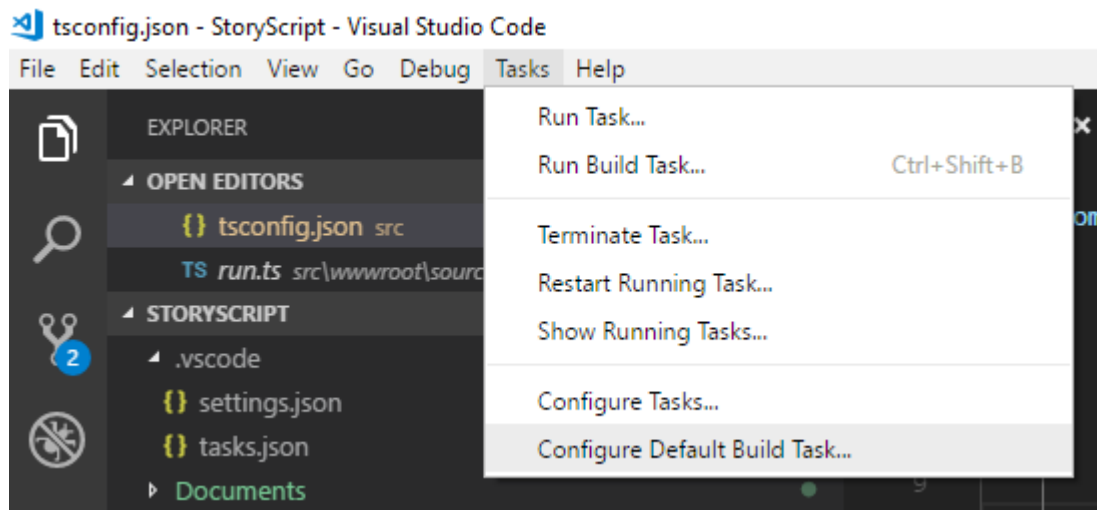 tsconfig.json - StoryScript - Visual Studio Code
File Edit Selection View Go Debug Tasks Help
EXPLORER
OPEN EDITORS
{} tsconfig.json src
TS run.ts src\wwwroot\sourc
STORYSCRIPT
.vscode
{} settings.json
{} tasks.json
Documents
2
Run Task...
Run Build Task... Ctrl+Shift+B
Terminate Task...
Restart Running Task...
Show Running Tasks...
Configure Tasks...
Configure Default Build Task...
om
9